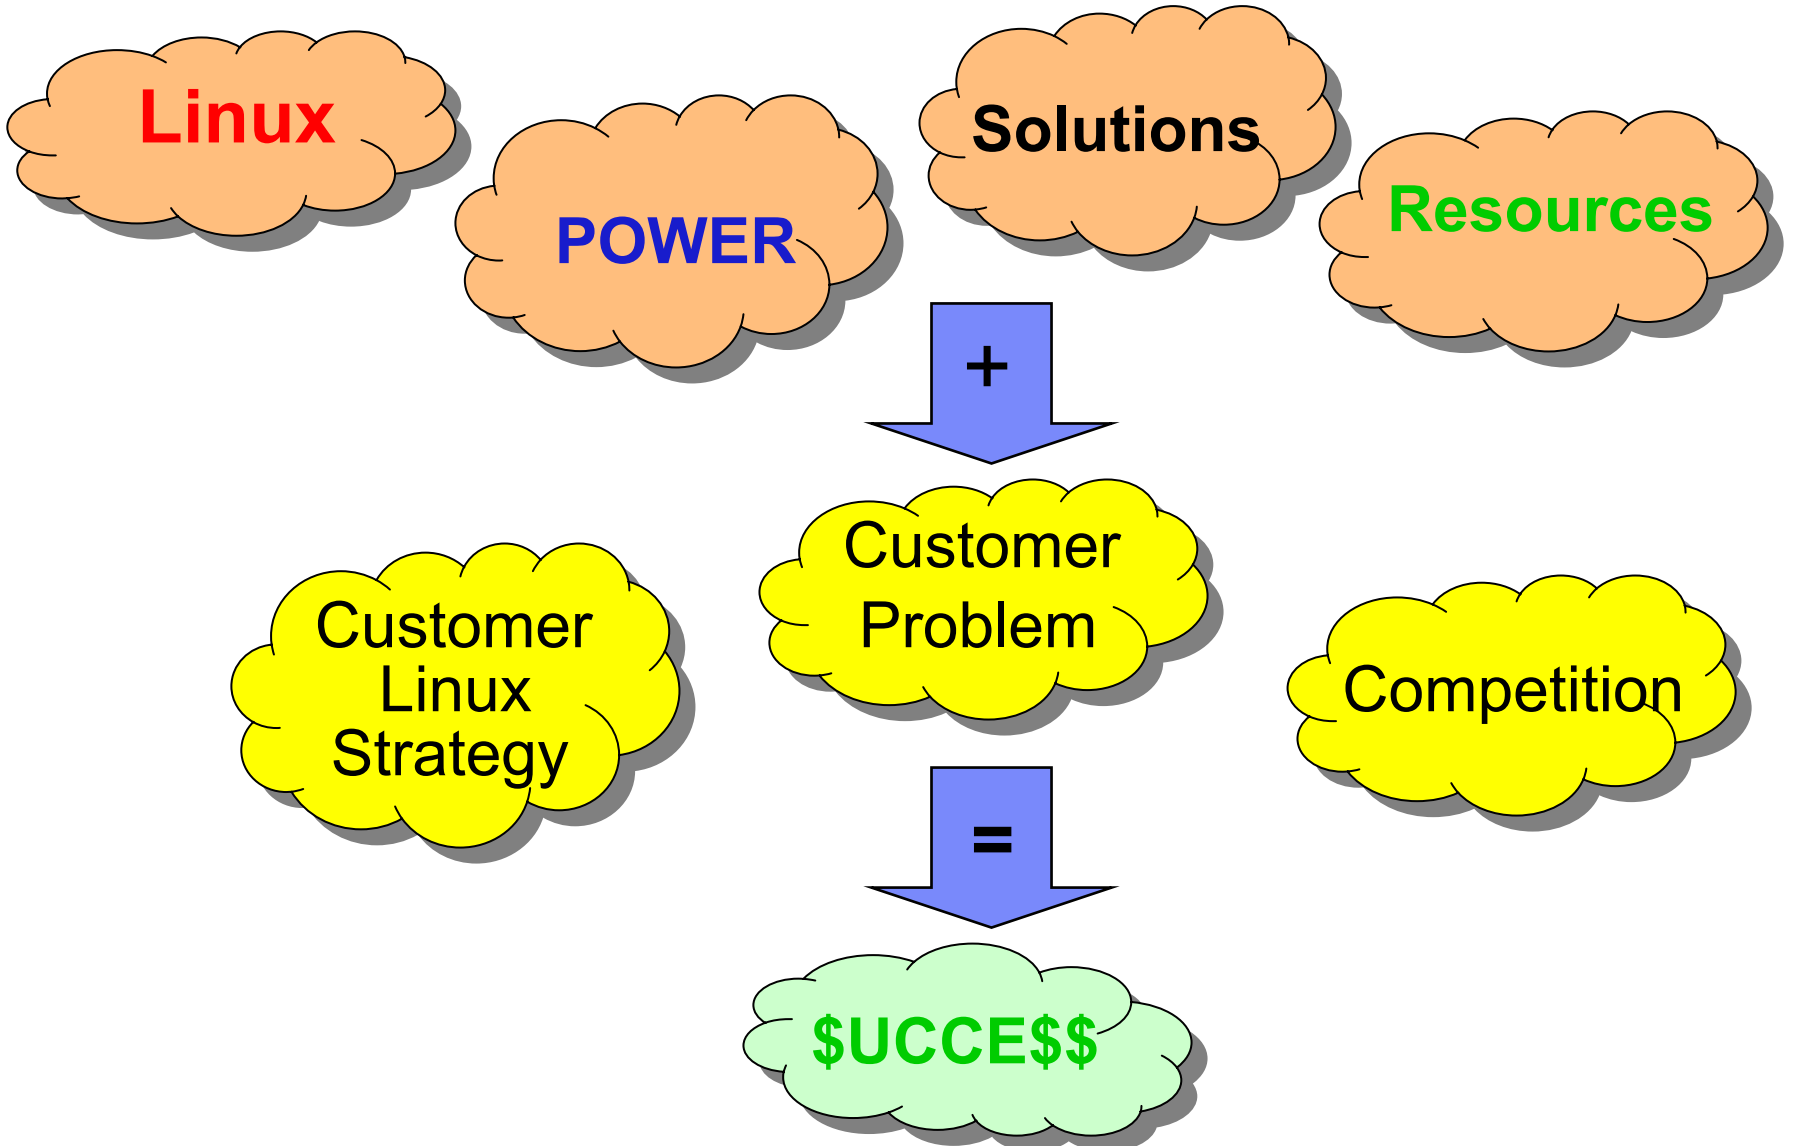 Linux
POWER
Solutions
Resources
+
Customer
Problem
Customer
Linux
Strategy
Competition
=
$UCCE$$